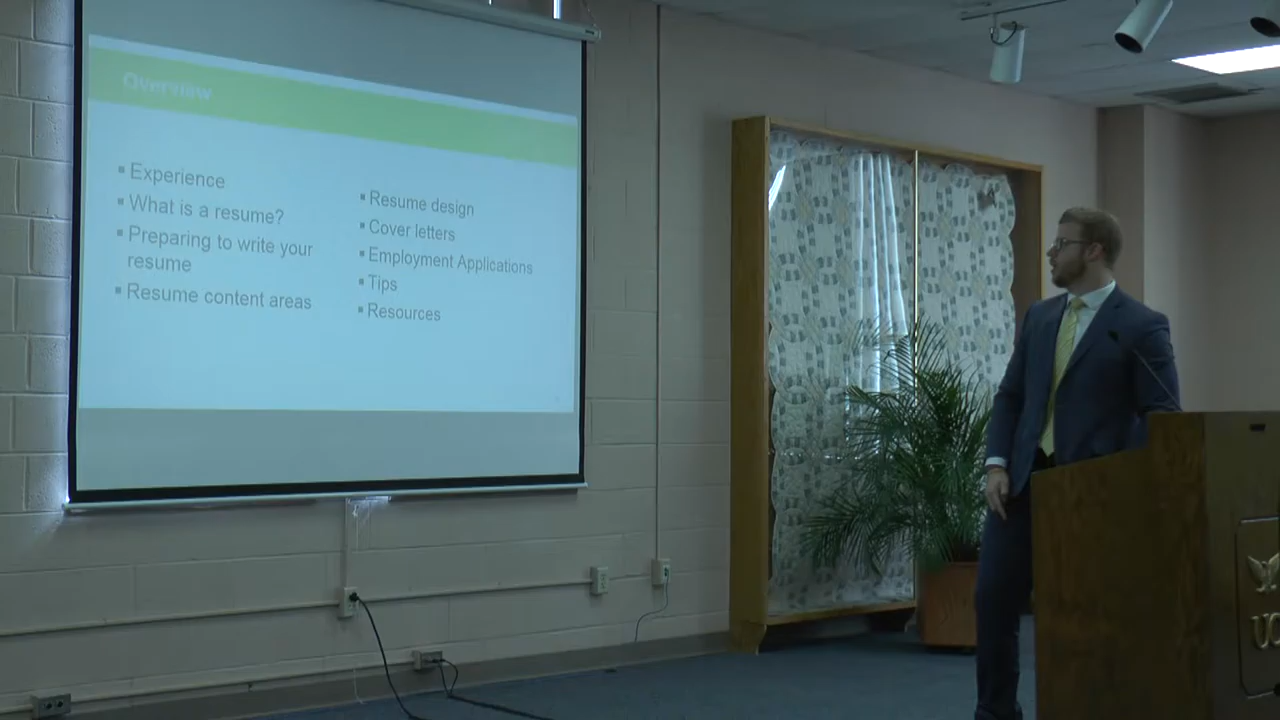 Overview
▪ Experience
▪ What is a resume?
▪ Preparing to write your
resume
▪ Resume content areas
▪ Resume design
▪ Cover letters
▪ Employment Applications
▪ Tips
▪ Resources